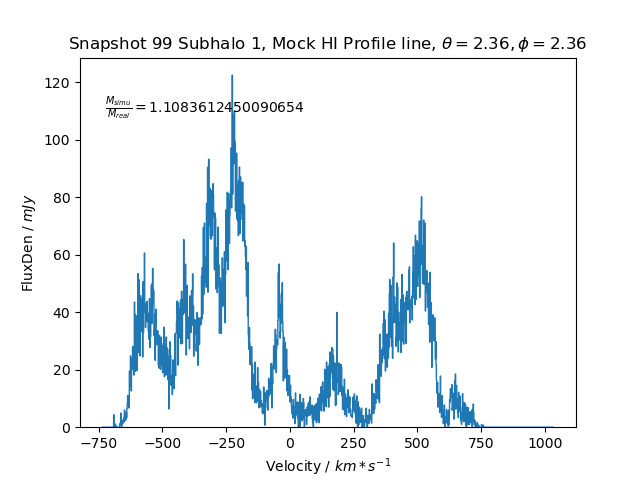 Snapshot 99 Subhalo 1, Mock HI Profile line, θ = 2.36, ϕ = 2.36
M_simu / M_real = 1.1083612450090654
FluxDen / mJy
120
100
80
60
40
20
0
−750 −500 −250 0 250 500 750 1000
Velocity / km * s⁻¹